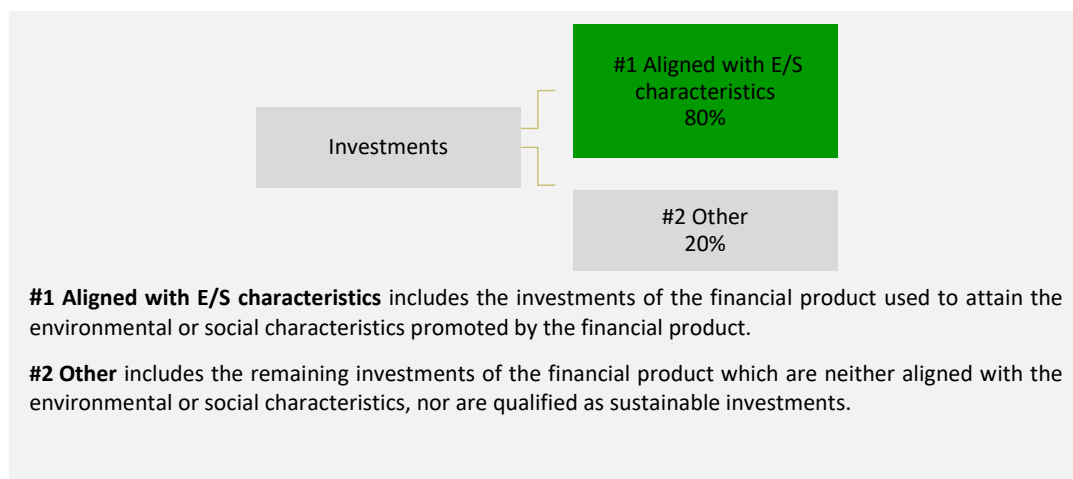 #1 Aligned with E/S
characteristics
80%
Investments
#2 Other
20%
#1 Aligned with E/S characteristics includes the investments of the financial product used to attain the
environmental or social characteristics promoted by the financial product.
#2 Other includes the remaining investments of the financial product which are neither aligned with the
environmental or social characteristics, nor are qualified as sustainable investments.